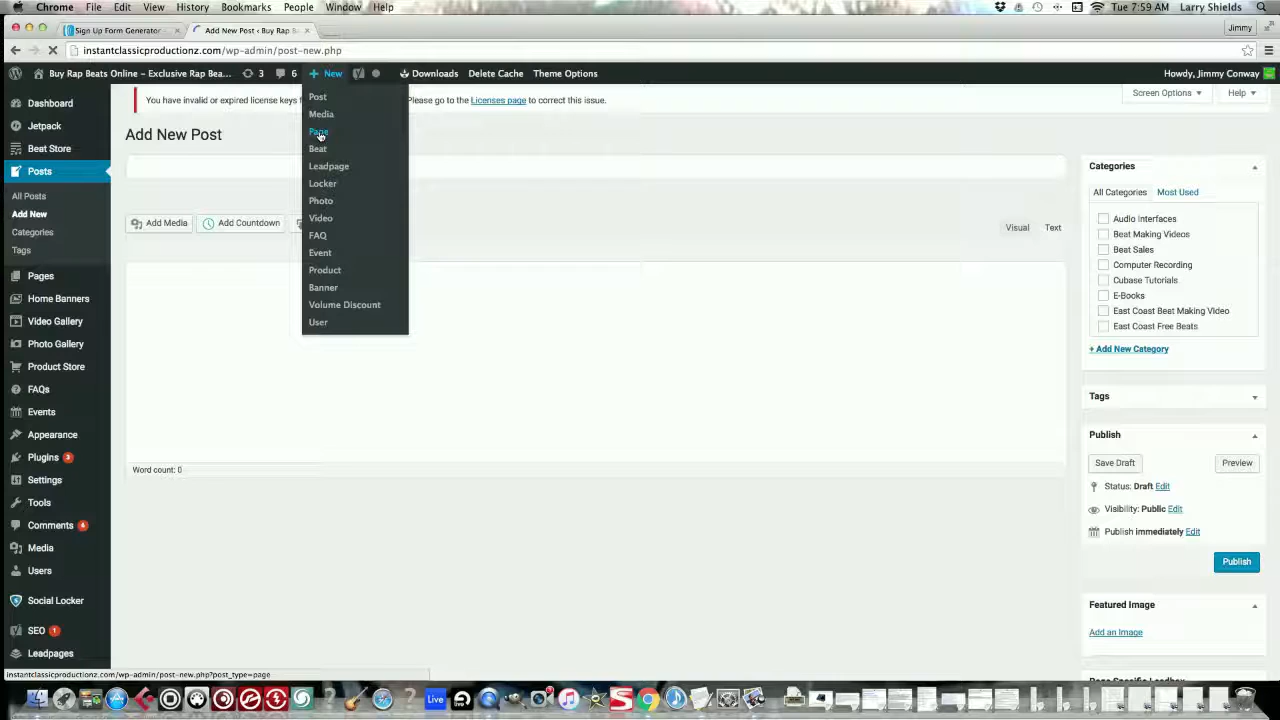 Chrome File Edit View History Bookmarks People Window Help
Tue 7:59 AM Larry Shields
Sign Up Form Generator -
Add New Post ‹ Buy Rap B
Jimmy
instantclassicproductionz.com/wp-admin/post-new.php
Buy Rap Beats Online – Exclusive Rap Bea... 3 6 + New Downloads Delete Cache Theme Options Howdy, Jimmy Conway
You have invalid or expired license keys f
Please go to the Licenses page to correct this issue.
Screen Options Help
Add New Post
Dashboard
Jetpack
Beat Store
Posts
All Posts
Add New
Categories
Tags
Pages
Home Banners
Video Gallery
Photo Gallery
Product Store
FAQs
Events
Appearance
Plugins 3
Settings
Tools
Comments 6
Media
Users
Social Locker
SEO 1
Leadpages
Post
Media
Page
Beat
Leadpage
Locker
Photo
Video
FAQ
Event
Product
Banner
Volume Discount
User
Add Media Add Countdown
Visual Text
Word count: 0
Categories
All Categories Most Used
Audio Interfaces
Beat Making Videos
Beat Sales
Computer Recording
Cubase Tutorials
E-Books
East Coast Beat Making Video
East Coast Free Beats
+ Add New Category
Tags
Publish
Save Draft Preview
Status: Draft Edit
Visibility: Public Edit
Publish immediately Edit
Publish
Featured Image
Add an Image
instantclassicproductionz.com/wp-admin/post-new.php?post_type=page
Live